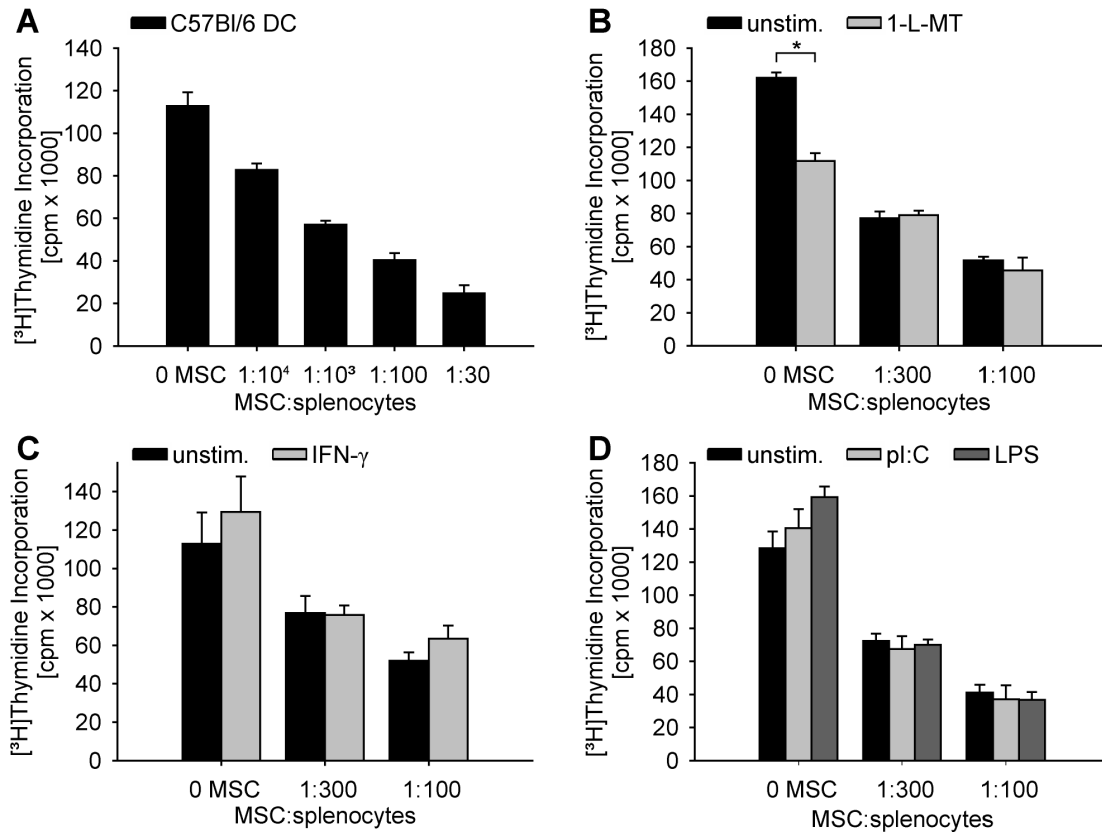 A
C57Bl/6 DC
[³H]Thymidine Incorporation
[cpm x 1000]
140
120
100
80
60
40
20
0
0 MSC 1:10⁴ 1:10³ 1:100 1:30
MSC:splenocytes
B
unstim. 1-L-MT
[³H]Thymidine Incorporation
[cpm x 1000]
180
160
140
120
100
80
60
40
20
0
*
0 MSC 1:300 1:100
MSC:splenocytes
C
unstim. IFN-γ
[³H]Thymidine Incorporation
[cpm x 1000]
140
120
100
80
60
40
20
0
0 MSC 1:300 1:100
MSC:splenocytes
D
unstim. pI:C LPS
[³H]Thymidine Incorporation
[cpm x 1000]
180
160
140
120
100
80
60
40
20
0
0 MSC 1:300 1:100
MSC:splenocytes